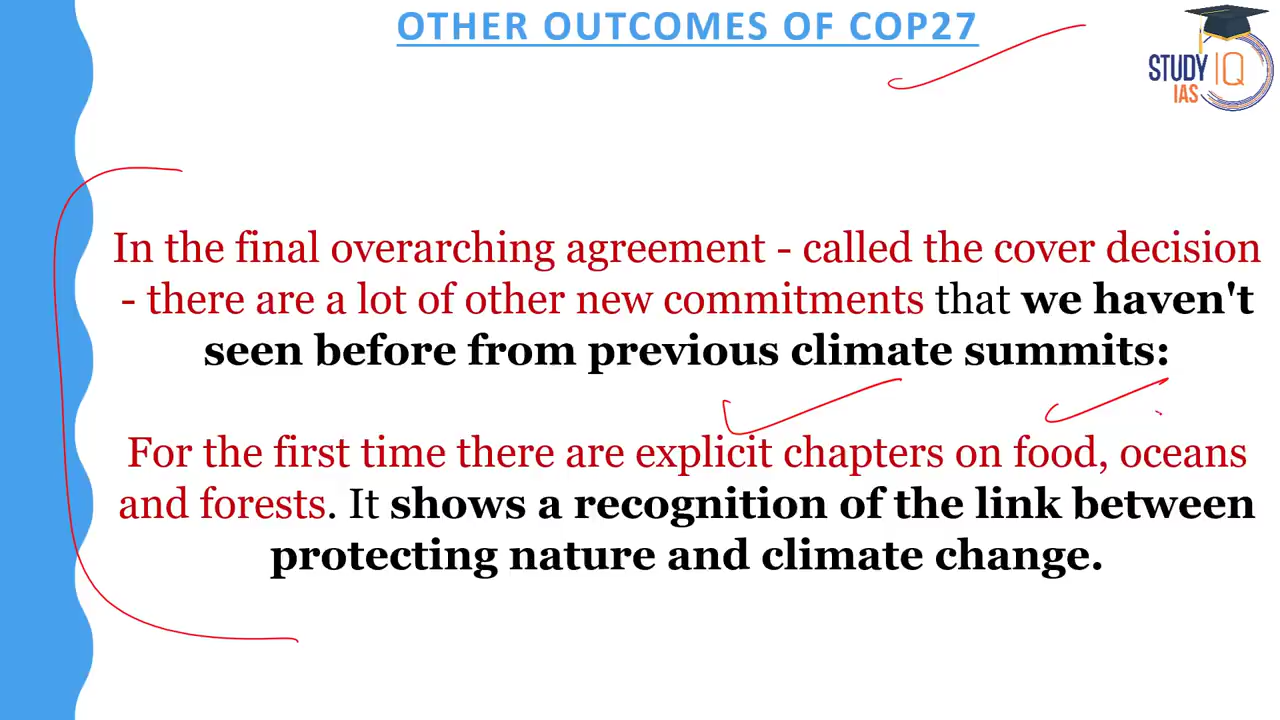 OTHER OUTCOMES OF COP27
STUDY IQ
IAS
In the final overarching agreement - called the cover decision
- there are a lot of other new commitments that we haven't
seen before from previous climate summits:
For the first time there are explicit chapters on food, oceans
and forests. It shows a recognition of the link between
protecting nature and climate change.